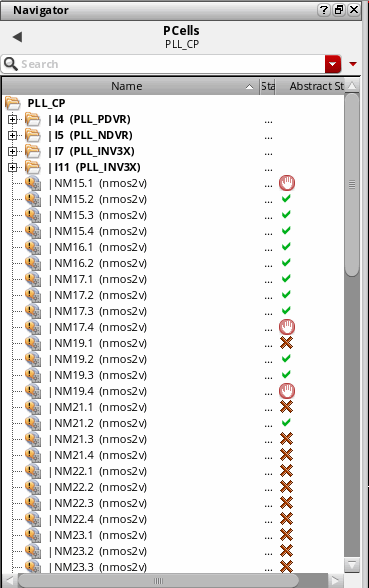 Navigator
PCells
PLL_CP
Search
Name Sta Abstract St
PLL_CP
|I4 (PLL_PDVR) ...
|I5 (PLL_NDVR) ...
|I7 (PLL_INV3X) ...
|I11 (PLL_INV3X) ...
|NM15.1 (nmos2v) ...
|NM15.2 (nmos2v) ...
|NM15.3 (nmos2v) ...
|NM15.4 (nmos2v) ...
|NM16.1 (nmos2v) ...
|NM16.2 (nmos2v) ...
|NM17.1 (nmos2v) ...
|NM17.2 (nmos2v) ...
|NM17.3 (nmos2v) ...
|NM17.4 (nmos2v) ...
|NM19.1 (nmos2v) ...
|NM19.2 (nmos2v) ...
|NM19.3 (nmos2v) ...
|NM19.4 (nmos2v) ...
|NM21.1 (nmos2v) ...
|NM21.2 (nmos2v) ...
|NM21.3 (nmos2v) ...
|NM21.4 (nmos2v) ...
|NM22.1 (nmos2v) ...
|NM22.2 (nmos2v) ...
|NM22.3 (nmos2v) ...
|NM22.4 (nmos2v) ...
|NM23.1 (nmos2v) ...
|NM23.2 (nmos2v) ...
|NM23.3 (nmos2v) ...